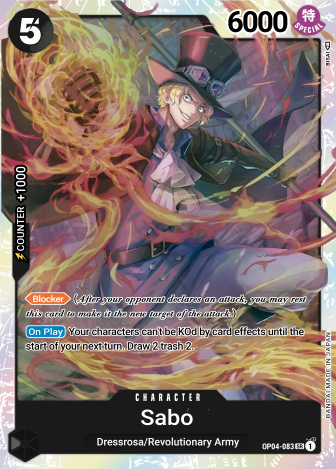 5
6000
特
SPECIAL
BISAI
COUNTER +1000
Blocker (After your opponent declares an attack, you may rest
this card to make it the new target of the attack.)
On Play Your characters can't be KOd by card effects until the
start of your next turn. Draw 2 trash 2.
CHARACTER
Sabo
Dressrosa/Revolutionary Army
OP04-083 SR 1
BANDAI MADE IN JAPAN